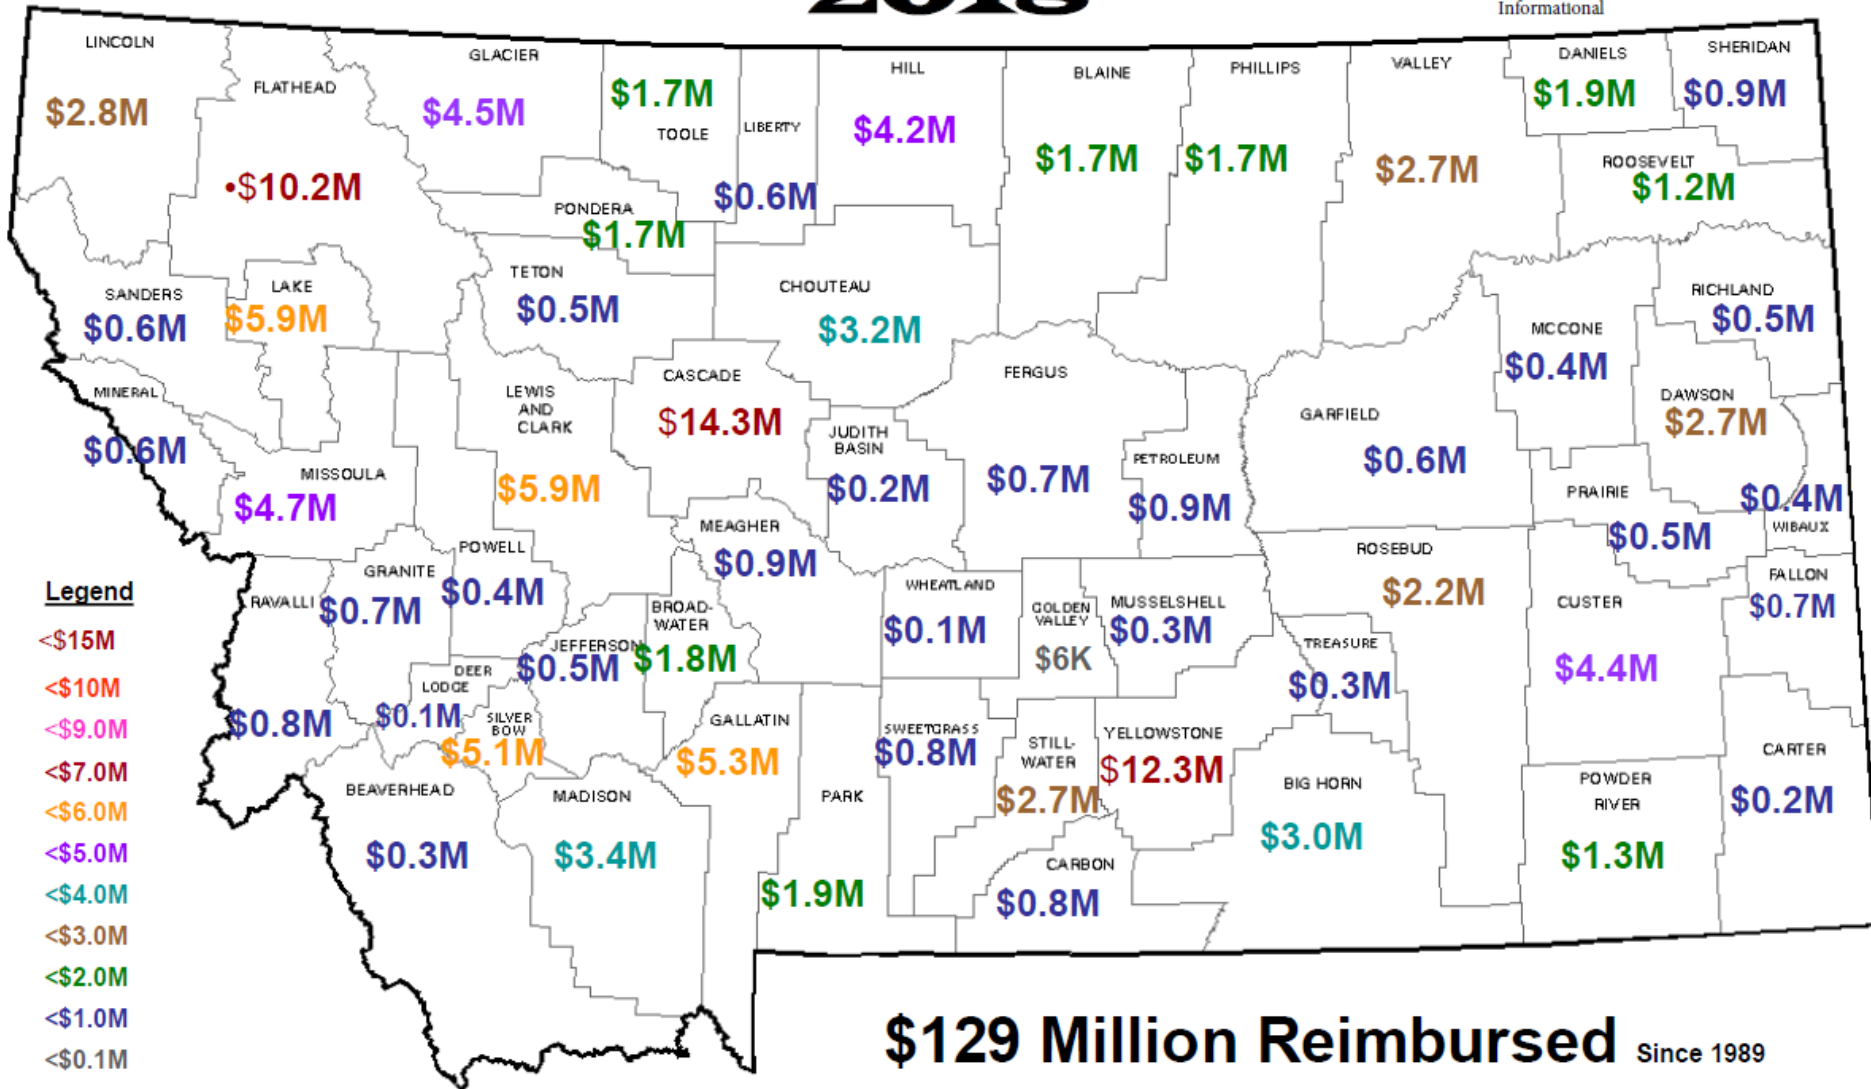 2018
Informational
LINCOLN
$2.8M
FLATHEAD
•$10.2M
GLACIER
$4.5M
$1.7M
TOOLE
LIBERTY
$0.6M
HILL
$4.2M
BLAINE
$1.7M
PHILLIPS
$1.7M
VALLEY
$2.7M
DANIELS
$1.9M
SHERIDAN
$0.9M
ROOSEVELT
$1.2M
PONDERA
$1.7M
TETON
$0.5M
CHOUTEAU
$3.2M
SANDERS
$0.6M
LAKE
$5.9M
RICHLAND
$0.5M
MCCONE
$0.4M
DAWSON
$2.7M
MINERAL
$0.6M
MISSOULA
$4.7M
LEWIS
AND
CLARK
$5.9M
CASCADE
$14.3M
JUDITH
BASIN
$0.2M
FERGUS
$0.7M
PETROLEUM
$0.9M
GARFIELD
$0.6M
PRAIRIE
$0.5M
$0.4M
WIBAUX
MEAGHER
$0.9M
POWELL
$0.4M
GRANITE
$0.7M
RAVALLI
$0.8M
DEER
LODGE
$0.1M
JEFFERSON
$0.5M
BROAD-
WATER
$1.8M
SILVER
BOW
$5.1M
WHEATLAND
$0.1M
GOLDEN
VALLEY
$6K
MUSSELSHELL
$0.3M
ROSEBUD
$2.2M
TREASURE
$0.3M
CUSTER
$4.4M
FALLON
$0.7M
BEAVERHEAD
$0.3M
MADISON
$3.4M
GALLATIN
$5.3M
PARK
$1.9M
SWEETGRASS
$0.8M
STILL-
WATER
$2.7M
YELLOWSTONE
$12.3M
CARBON
$0.8M
BIG HORN
$3.0M
POWDER
RIVER
$1.3M
CARTER
$0.2M
Legend
<$15M
<$10M
<$9.0M
<$7.0M
<$6.0M
<$5.0M
<$4.0M
<$3.0M
<$2.0M
<$1.0M
<$0.1M
$129 Million Reimbursed Since 1989